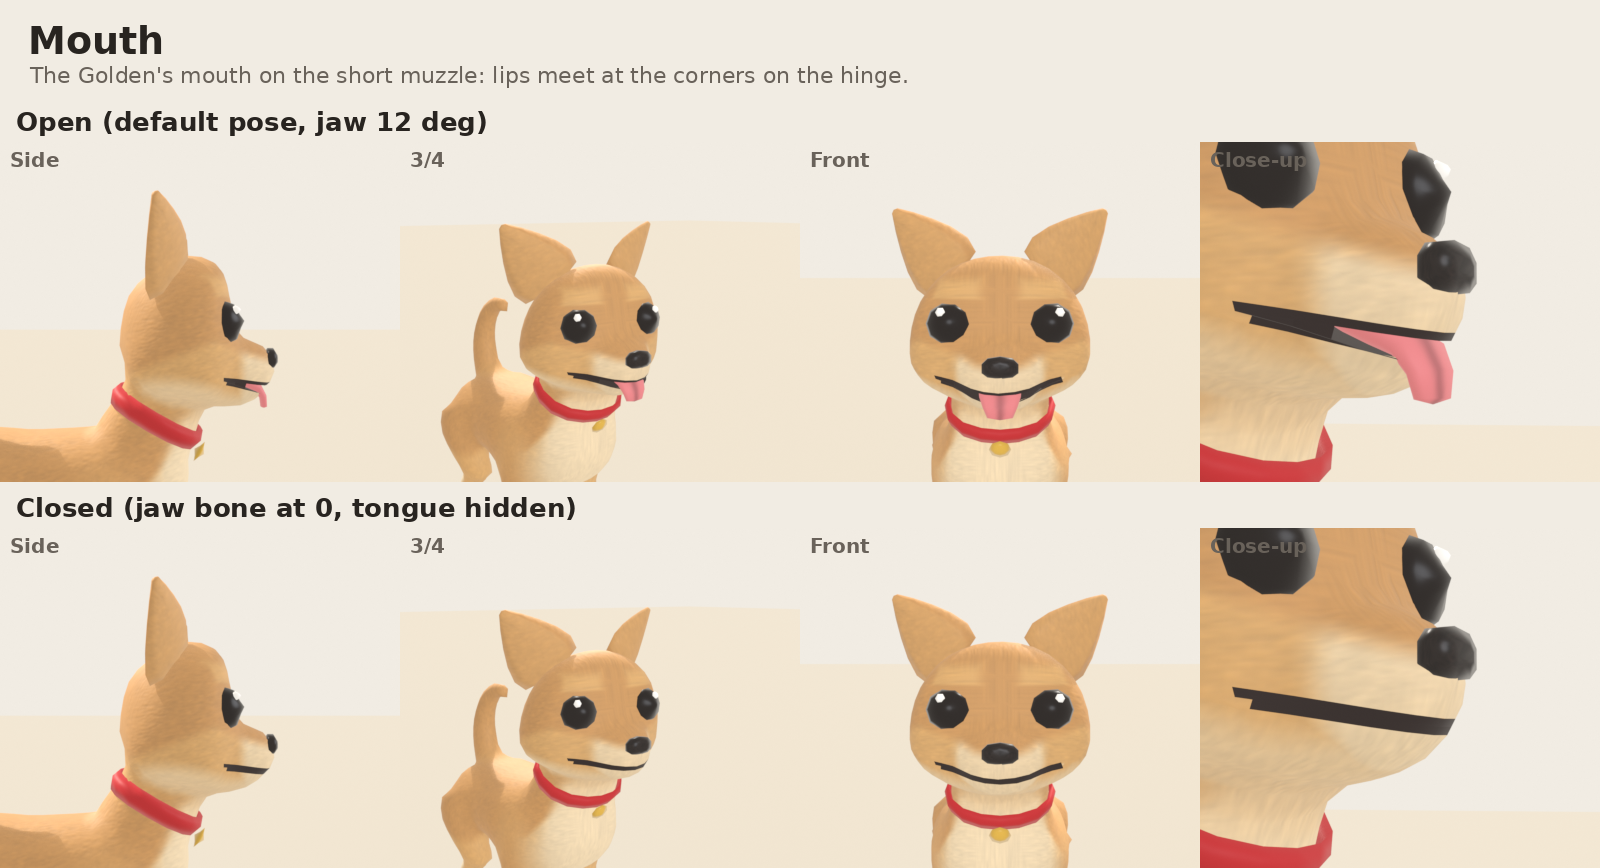 Mouth
The Golden's mouth on the short muzzle: lips meet at the corners on the hinge.
Open (default pose, jaw 12 deg)
Side
3/4
Front
Close-up
Closed (jaw bone at 0, tongue hidden)
Side
3/4
Front
Close-up